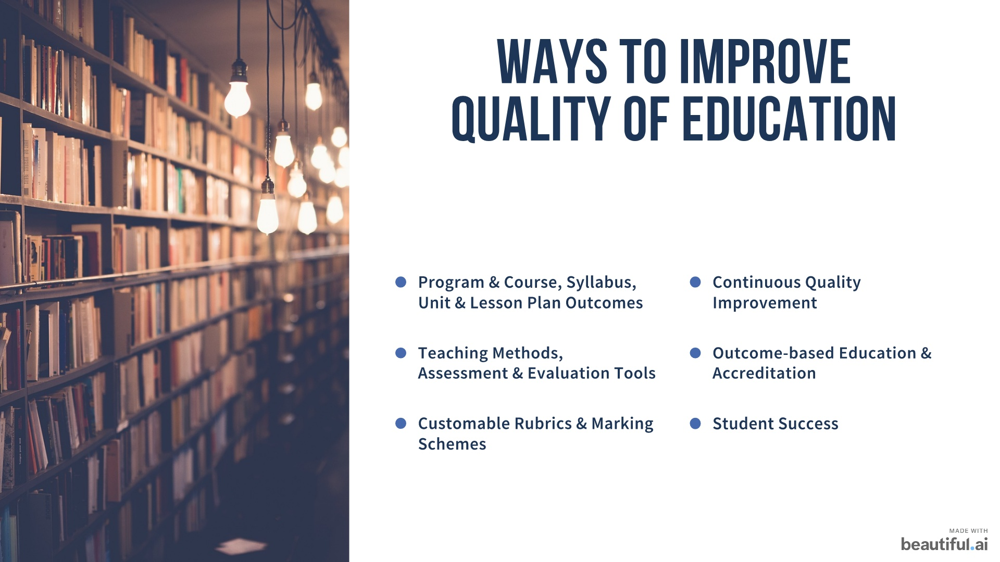 WAYS TO IMPROVE
QUALITY OF EDUCATION
Program & Course, Syllabus,
Unit & Lesson Plan Outcomes
Teaching Methods,
Assessment & Evaluation Tools
Customable Rubrics & Marking
Schemes
Continuous Quality
Improvement
Outcome-based Education &
Accreditation
Student Success
MADE WITH
beautiful.ai